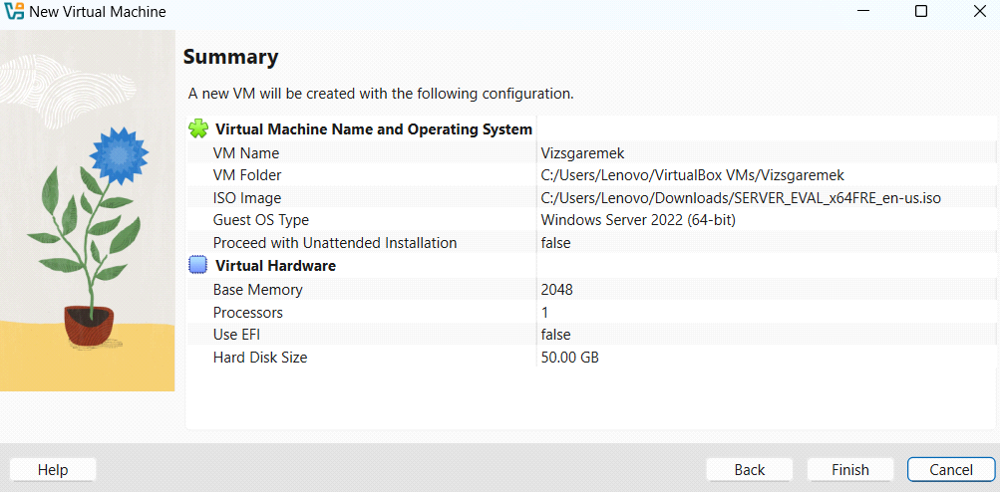 New Virtual Machine
Summary
A new VM will be created with the following configuration.
Virtual Machine Name and Operating System
VM Name Vizsgaremek
VM Folder C:/Users/Lenovo/VirtualBox VMs/Vizsgaremek
ISO Image C:/Users/Lenovo/Downloads/SERVER_EVAL_x64FRE_en-us.iso
Guest OS Type Windows Server 2022 (64-bit)
Proceed with Unattended Installation false
Virtual Hardware
Base Memory 2048
Processors 1
Use EFI false
Hard Disk Size 50.00 GB
Help Back Finish Cancel